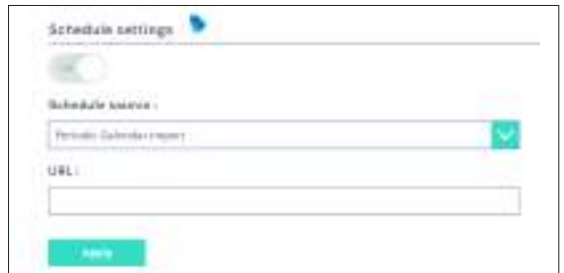 Schedule settings
Schedule source :
Periodic Calendar import
URL :
Apply